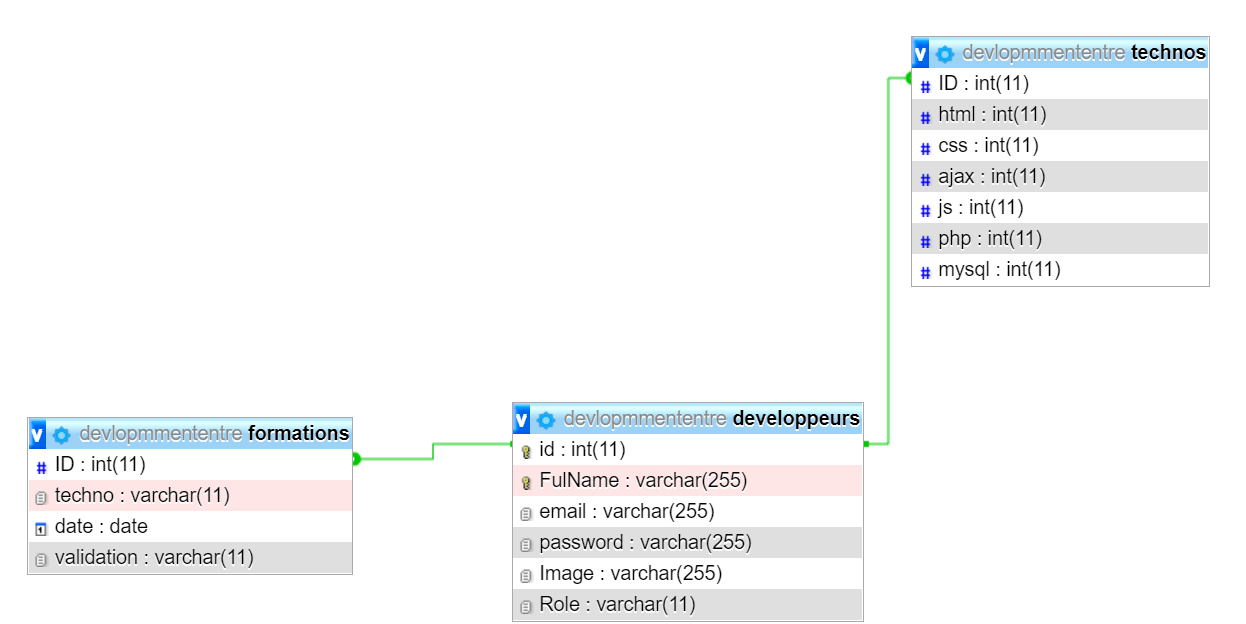 v devlopmmententre technos
# ID : int(11)
# html : int(11)
# css : int(11)
# ajax : int(11)
# js : int(11)
# php : int(11)
# mysql : int(11)
v devlopmmententre formations
# ID : int(11)
techno : varchar(11)
date : date
validation : varchar(11)
v devlopmmententre developpeurs
id : int(11)
FulName : varchar(255)
email : varchar(255)
password : varchar(255)
Image : varchar(255)
Role : varchar(11)